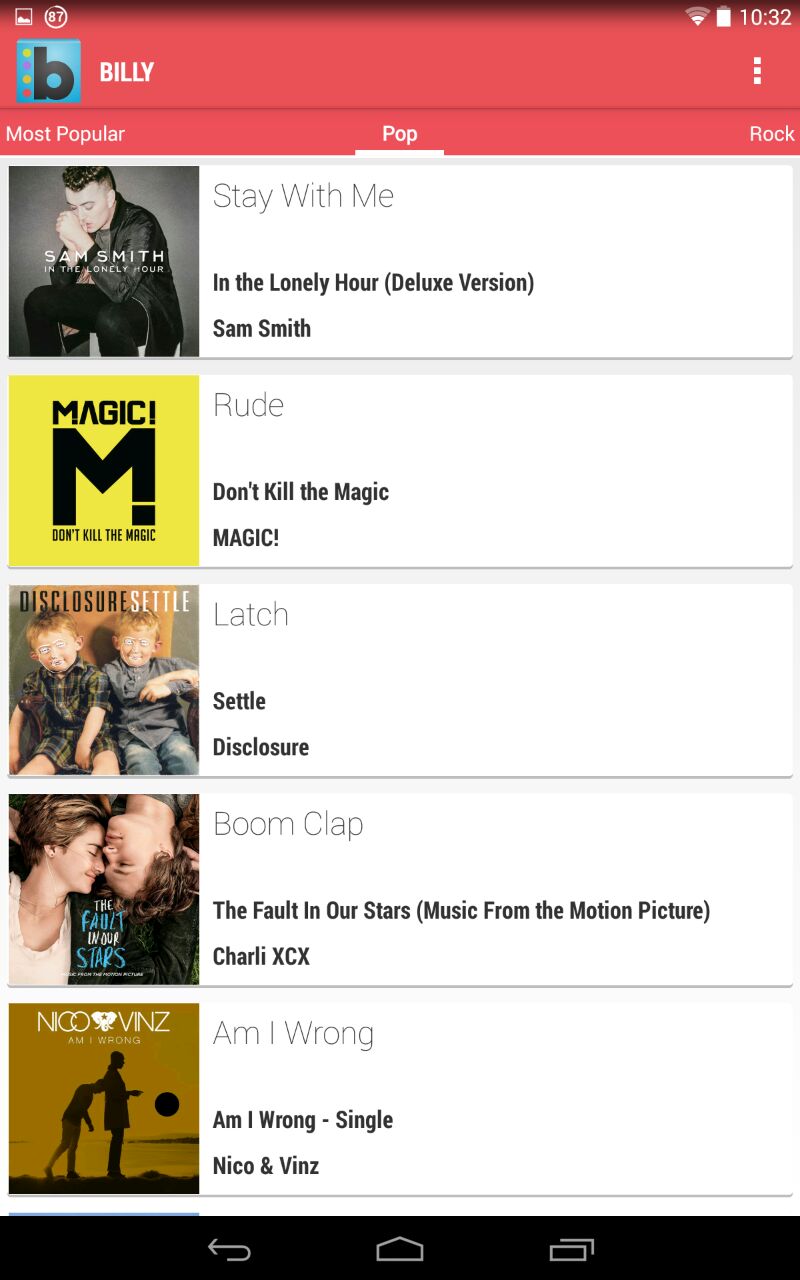 87
10:32
b
BILLY
Most Popular
Pop
Rock
SAM SMITH
IN THE LONELY HOUR
Stay With Me
In the Lonely Hour (Deluxe Version)
Sam Smith
MAGIC!
M!
DON'T KILL THE MAGIC
Rude
Don't Kill the Magic
MAGIC!
DISCLOSURE SETTLE
Latch
Settle
Disclosure
THE
FAULT
IN OUR
STARS
MUSIC FROM THE MOTION PICTURE
Boom Clap
The Fault In Our Stars (Music From the Motion Picture)
Charli XCX
NICO VINZ
AM I WRONG
Am I Wrong
Am I Wrong - Single
Nico & Vinz